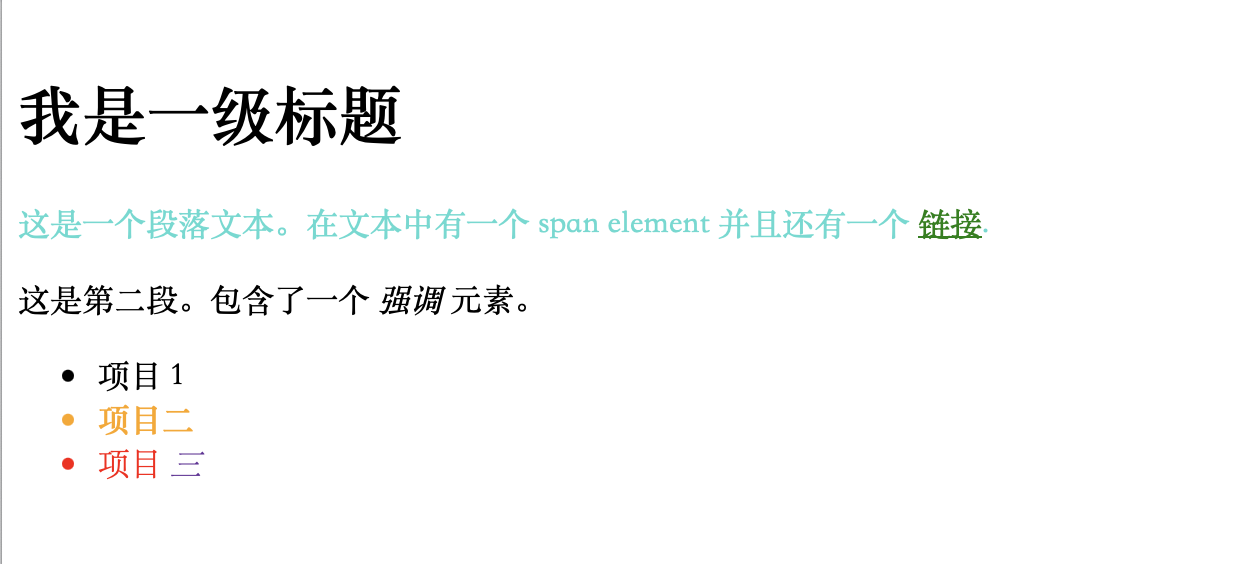 我是一级标题
这是一个段落文本。在文本中有一个 span element 并且还有一个 链接.
这是第二段。包含了一个 强调 元素。
项目 1
项目二
项目 三